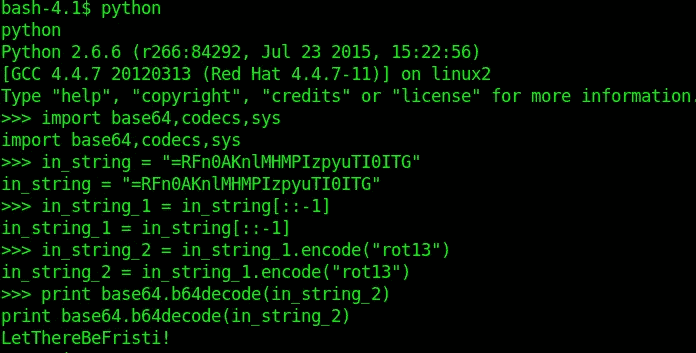 bash-4.1$ python
python
Python 2.6.6 (r266:84292, Jul 23 2015, 15:22:56)
[GCC 4.4.7 20120313 (Red Hat 4.4.7-11)] on linux2
Type "help", "copyright", "credits" or "license" for more information.
>>> import base64,codecs,sys
import base64,codecs,sys
>>> in_string = "=RFn0AKnlMHMPIzpyuTI0ITG"
in_string = "=RFn0AKnlMHMPIzpyuTI0ITG"
>>> in_string_1 = in_string[::-1]
in_string_1 = in_string[::-1]
>>> in_string_2 = in_string_1.encode("rot13")
in_string_2 = in_string_1.encode("rot13")
>>> print base64.b64decode(in_string_2)
print base64.b64decode(in_string_2)
LetThereBeFristi!